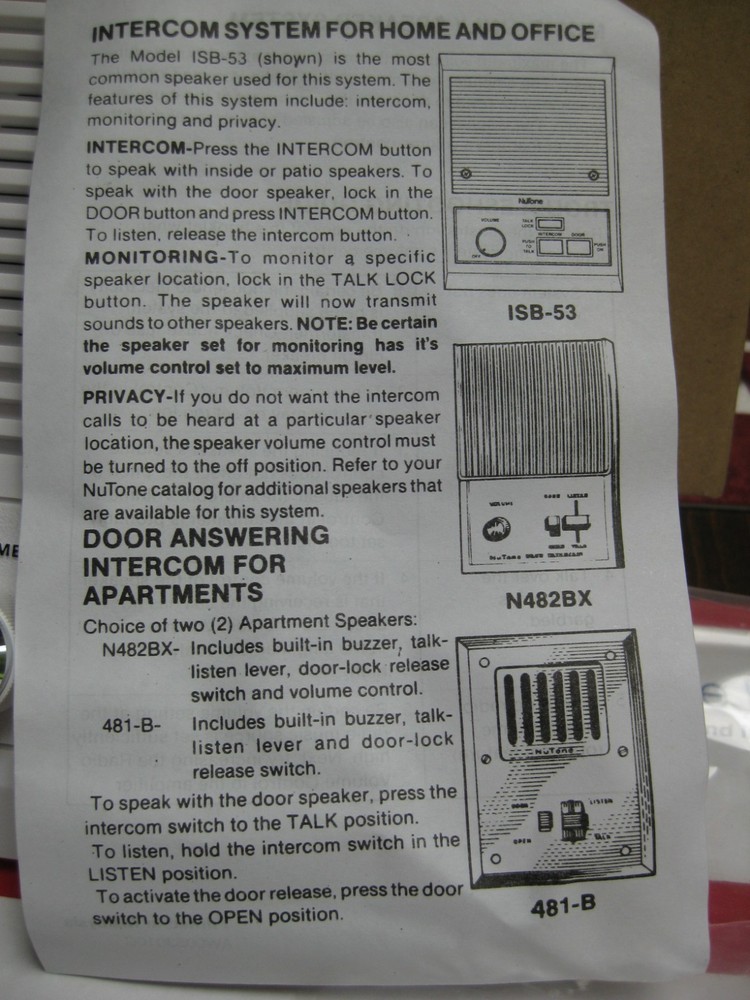 INTERCOM SYSTEM FOR HOME AND OFFICE
The Model ISB-53 (shown) is the most
common speaker used for this system. The
features of this system include: intercom,
monitoring and privacy.
INTERCOM-Press the INTERCOM button
to speak with inside or patio speakers. To
speak with the door speaker, lock in the
DOOR button and press INTERCOM button.
To listen, release the intercom button.
MONITORING-To monitor a specific
speaker location, lock in the TALK LOCK
button. The speaker will now transmit
sounds to other speakers. NOTE: Be certain
the speaker set for monitoring has it's
volume control set to maximum level.
PRIVACY-If you do not want the intercom
calls to be heard at a particular speaker
location, the speaker volume control must
be turned to the off position. Refer to your
NuTone catalog for additional speakers that
are available for this system.
DOOR ANSWERING
INTERCOM FOR
APARTMENTS
Choice of two (2) Apartment Speakers:
N482BX- Includes built-in buzzer, talk-
listen lever, door-lock release
switch and volume control.
481-B- Includes built-in buzzer, talk-
listen lever and door-lock
release switch.
To speak with the door speaker, press the
intercom switch to the TALK position.
To listen, hold the intercom switch in the
LISTEN position.
To activate the door release, press the door
switch to the OPEN position.
NuTone
VOLUME
OFF
TALK
LOCK
INTERCOM DOOR
PUSH
TO
TALK
PUSH
ON
ISB-53
VOLUME
N482BX
NuTone
DOOR
LISTEN
OPEN
TALK
481-B
ME